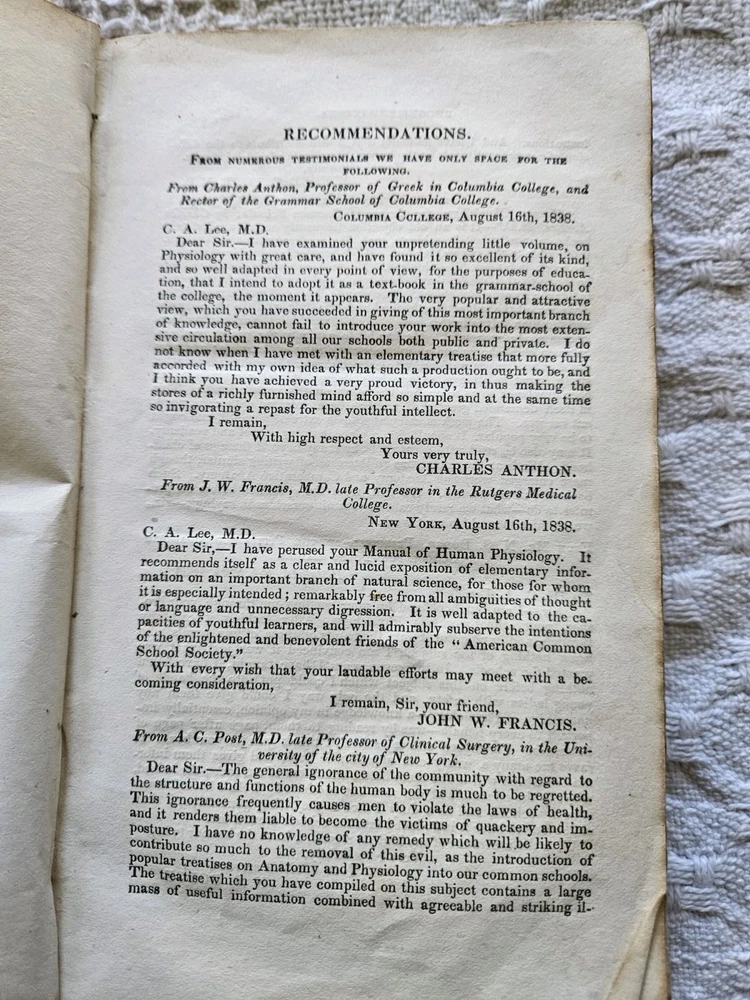 RECOMMENDATIONS.
FROM NUMEROUS TESTIMONIALS WE HAVE ONLY SPACE FOR THE
FOLLOWING.
From Charles Anthon, Professor of Greek in Columbia College, and
Rector of the Grammar School of Columbia College.
COLUMBIA COLLEGE, August 16th, 1838.
C. A. Lee, M.D.
Dear Sir.—I have examined your unpretending little volume, on
Physiology with great care, and have found it so excellent of its kind,
and so well adapted in every point of view, for the purposes of educa-
tion, that I intend to adopt it as a text-book in the grammar-school of
the college, the moment it appears. The very popular and attractive
view, which you have succeeded in giving of this most important branch
of knowledge, cannot fail to introduce your work into the most exten-
sive circulation among all our schools both public and private. I do
not know when I have met with an elementary treatise that more fully
accorded with my own idea of what such a production ought to be, and
I think you have achieved a very proud victory, in thus making the
stores of a richly furnished mind afford so simple and at the same time
so invigorating a repast for the youthful intellect.
I remain,
With high respect and esteem,
Yours very truly,
CHARLES ANTHON.
From J. W. Francis, M.D. late Professor in the Rutgers Medical
College.
NEW YORK, August 16th, 1838.
C. A. Lee, M.D.
Dear Sir,—I have perused your Manual of Human Physiology. It
recommends itself as a clear and lucid exposition of elementary infor-
mation on an important branch of natural science, for those for whom
it is especially intended; remarkably free from all ambiguities of thought
or language and unnecessary digression. It is well adapted to the ca-
pacities of youthful learners, and will admirably subserve the intentions
of the enlightened and benevolent friends of the "American Common
School Society."
With every wish that your laudable efforts may meet with a be-
coming consideration,
I remain, Sir, your friend,
JOHN W. FRANCIS.
From A. C. Post, M.D. late Professor of Clinical Surgery, in the Uni-
versity of the city of New York.
Dear Sir.—The general ignorance of the community with regard to
the structure and functions of the human body is much to be regretted.
This ignorance frequently causes men to violate the laws of health,
and it renders them liable to become the victims of quackery and im-
posture. I have no knowledge of any remedy which will be likely to
contribute so much to the removal of this evil, as the introduction of
popular treatises on Anatomy and Physiology into our common schools.
The treatise which you have compiled on this subject contains a large
mass of useful information combined with agreeable and striking il-